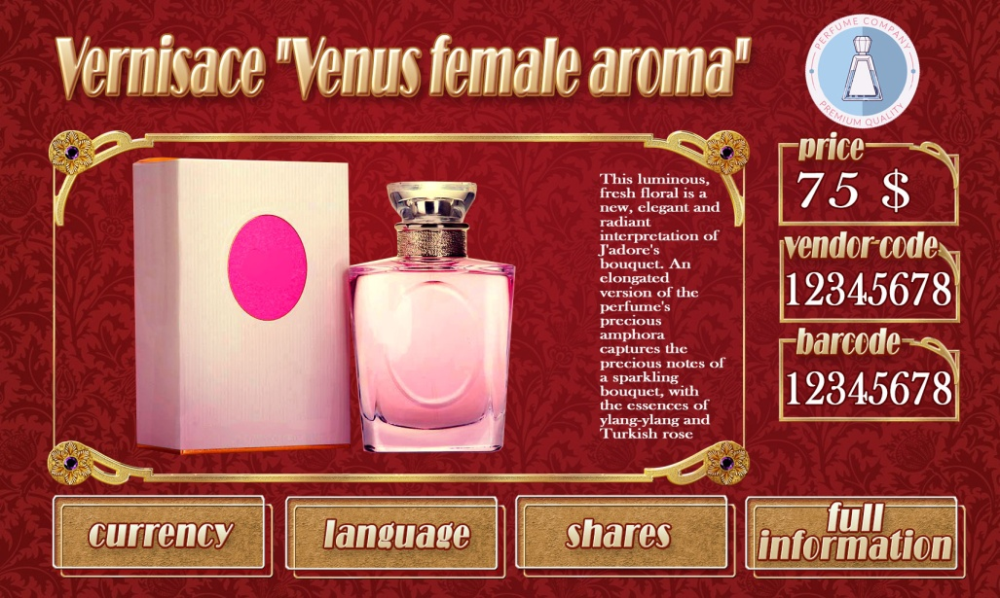 Vernisace "Venus female aroma"
PERFUME COMPANY
PREMIUM QUALITY
This luminous,
fresh floral is a
new, elegant and
radiant
interpretation of
J'adore's
bouquet. An
elongated
version of the
perfume's
precious
amphora
captures the
precious notes of
a sparkling
bouquet, with
the essences of
ylang-ylang and
Turkish rose
price
75 $
vendor-code
12345678
barcode
12345678
currency
language
shares
full
information